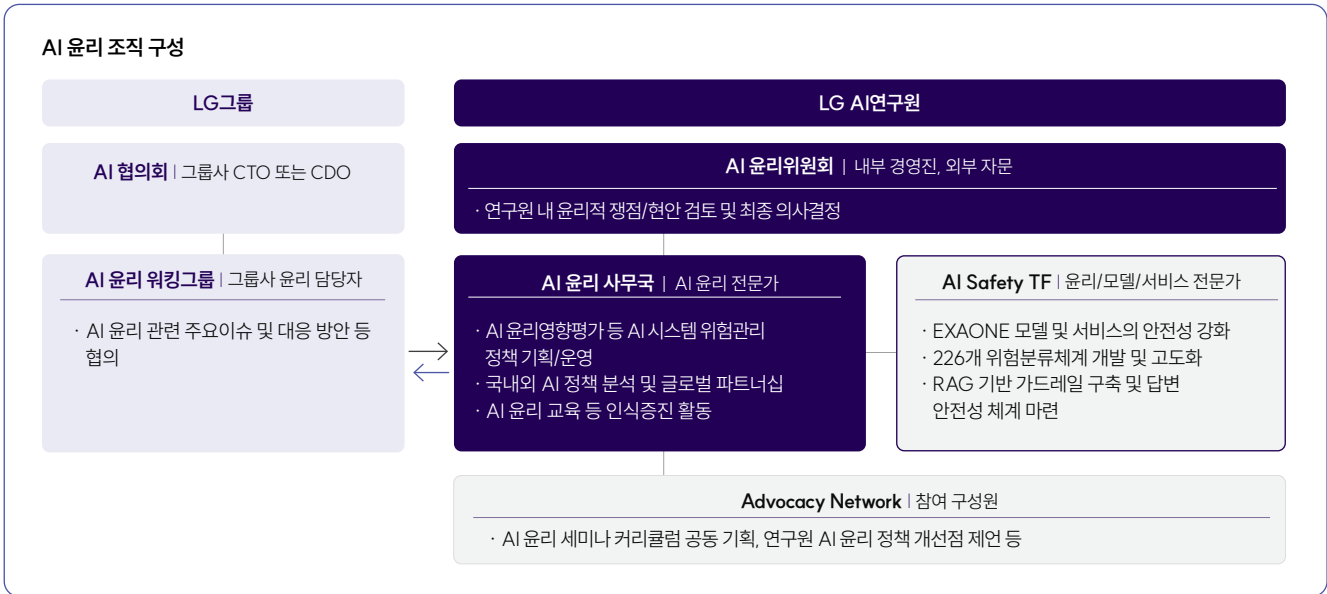 AI 윤리 조직 구성
LG그룹
AI 협의회 | 그룹사 CTO 또는 CDO
AI 윤리 워킹그룹 | 그룹사 윤리 담당자
· AI 윤리 관련 주요이슈 및 대응 방안 등
협의
LG AI연구원
AI 윤리위원회 | 내부 경영진, 외부 자문
· 연구원 내 윤리적 쟁점/현안 검토 및 최종 의사결정
AI 윤리 사무국 | AI 윤리 전문가
· AI 윤리영향평가 등 AI 시스템 위험관리
정책 기획/운영
· 국내외 AI 정책 분석 및 글로벌 파트너십
· AI 윤리 교육 등 인식증진 활동
AI Safety TF | 윤리/모델/서비스 전문가
· EXAONE 모델 및 서비스의 안전성 강화
· 226개 위험분류체계 개발 및 고도화
· RAG 기반 가드레일 구축 및 답변
안전성 체계 마련
Advocacy Network | 참여 구성원
· AI 윤리 세미나 커리큘럼 공동 기획, 연구원 AI 윤리 정책 개선점 제언 등